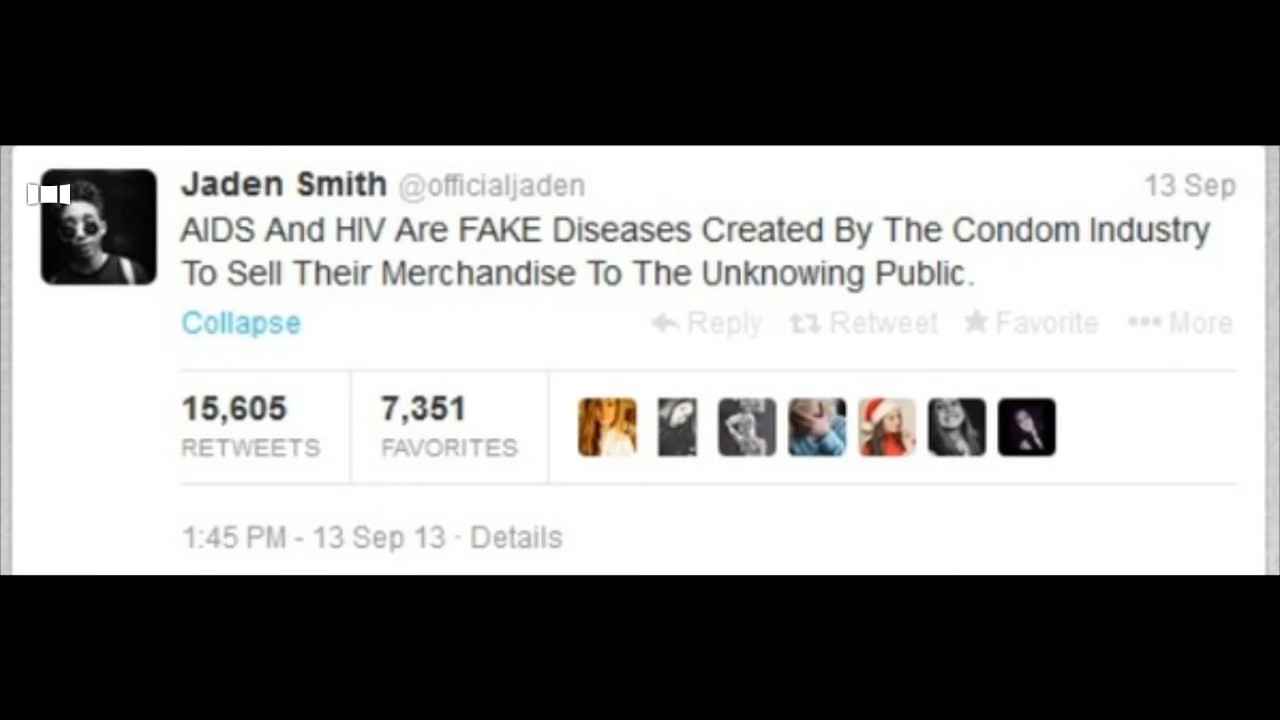 Jaden Smith @officialjaden 13 Sep
AIDS And HIV Are FAKE Diseases Created By The Condom Industry
To Sell Their Merchandise To The Unknowing Public.
Collapse Reply Retweet Favorite More
15,605 7,351
RETWEETS FAVORITES
1:45 PM - 13 Sep 13 · Details